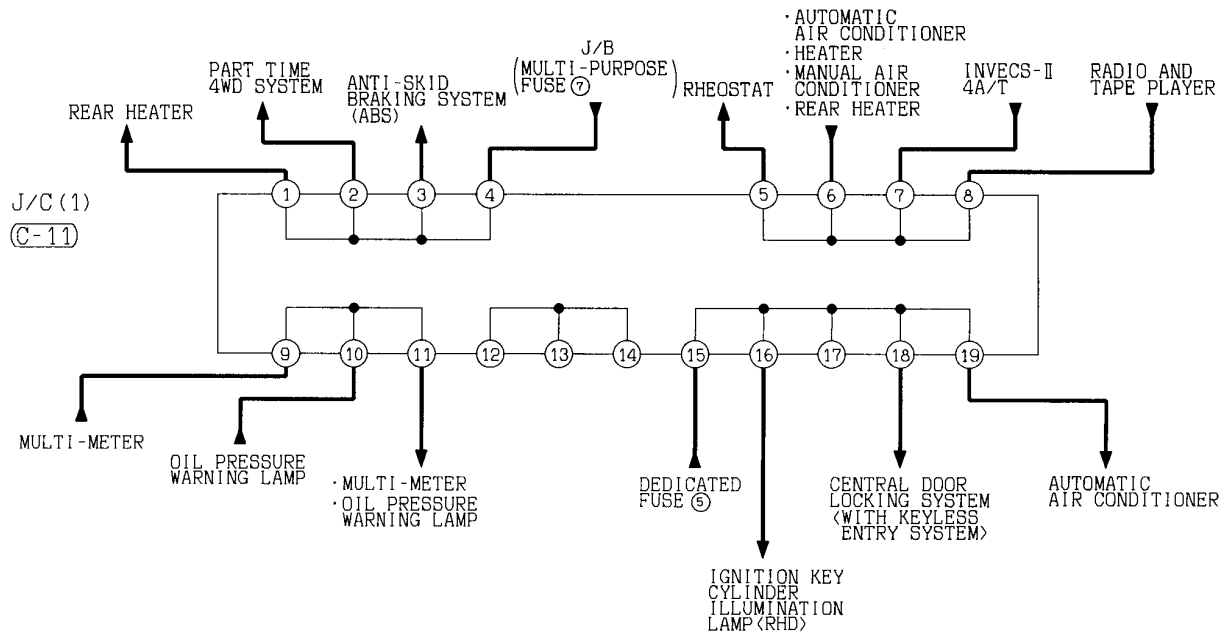 REAR HEATER
PART TIME
4WD SYSTEM
ANTI-SKID
BRAKING SYSTEM
(ABS)
J/B
(MULTI-PURPOSE
FUSE ⑦)
RHEOSTAT
·AUTOMATIC
AIR CONDITIONER
·HEATER
·MANUAL AIR
CONDITIONER
·REAR HEATER
INVECS-II
4A/T
RADIO AND
TAPE PLAYER
J/C (1)
C-11
1 2 3 4 5 6 7 8
9 10 11 12 13 14 15 16 17 18 19
MULTI-METER
OIL PRESSURE
WARNING LAMP
·MULTI-METER
·OIL PRESSURE
WARNING LAMP
DEDICATED
FUSE ⑤
IGNITION KEY
CYLINDER
ILLUMINATION
LAMP<RHD>
CENTRAL DOOR
LOCKING SYSTEM
<WITH KEYLESS
ENTRY SYSTEM>
AUTOMATIC
AIR CONDITIONER